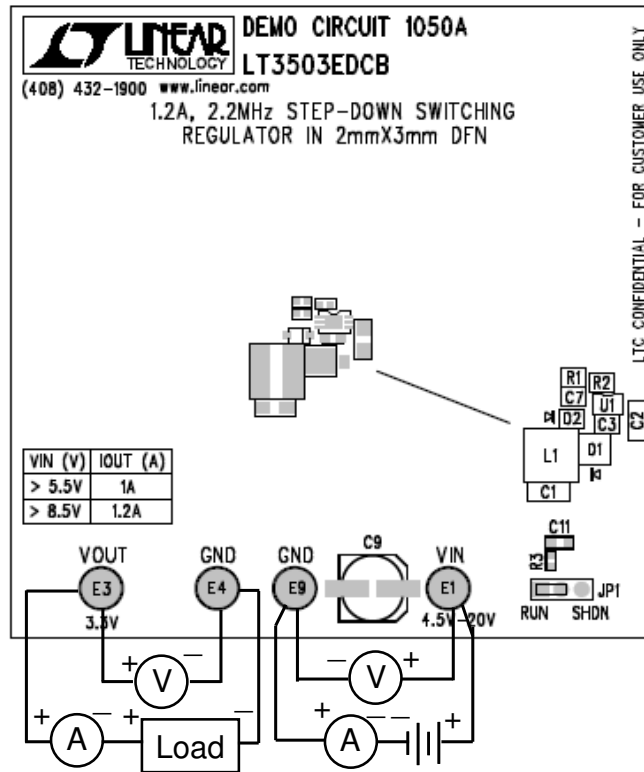 LINEAR TECHNOLOGY
DEMO CIRCUIT 1050A
LT3503EDCB
(408) 432-1900 www.linear.com
1.2A, 2.2MHz STEP-DOWN SWITCHING
REGULATOR IN 2mmX3mm DFN
LTC CONFIDENTIAL - FOR CUSTOMER USE ONLY
R1 R2
C7 U1
D2 C3 C2
L1 D1
C1
VIN (V) IOUT (A)
> 5.5V 1A
> 8.5V 1.2A
C11
R3
JP1
RUN SHDN
VOUT GND GND C9 VIN
E3 E4 E9 E1
3.3V 4.5V-20V
+ V − − V +
+ A − + Load − + A − − +